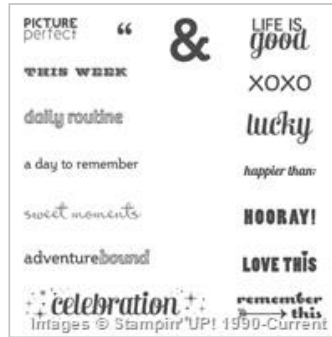 PICTURE
perfect
“
&
LIFE IS
good
THIS WEEK
XOXO
daily routine
lucky
a day to remember
happier than:
sweet moments
HOORAY!
adventurebound
LOVE THIS
celebration
remember
this
Images © Stampin' UP! 1990-Current